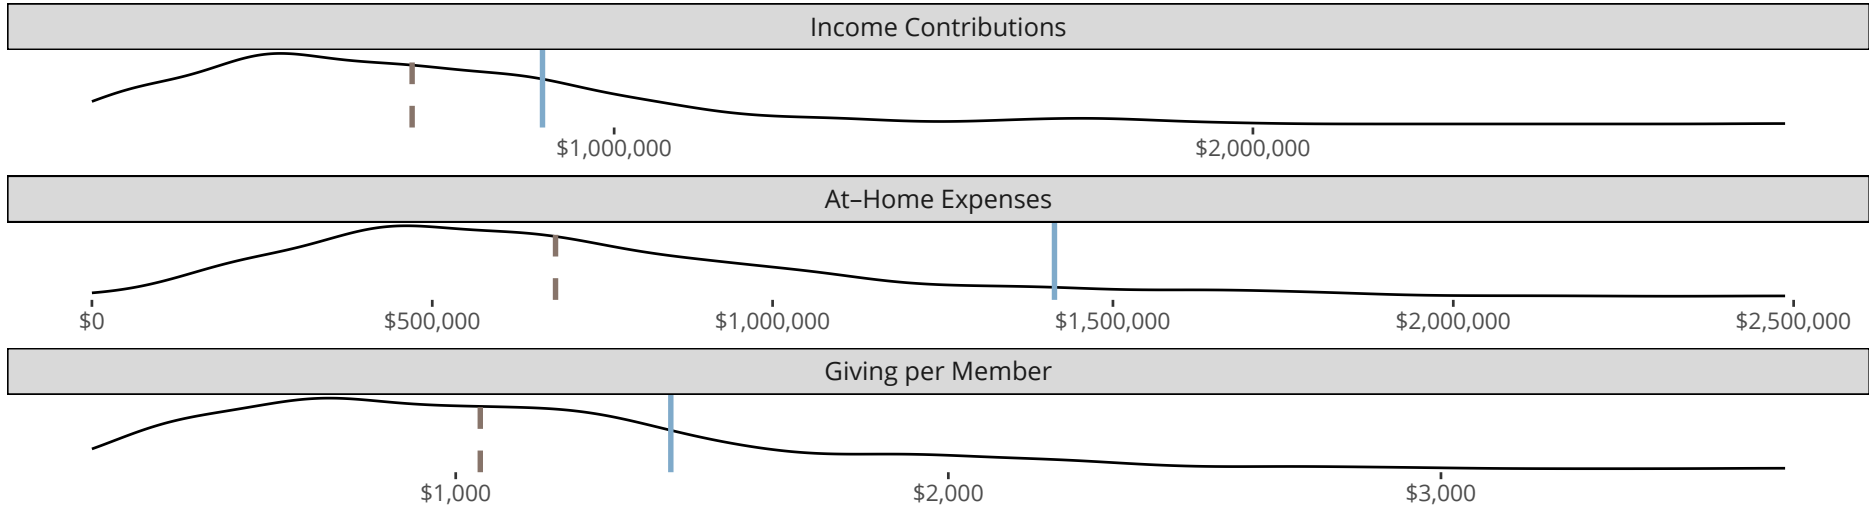 Income Contributions
$1,000,000 $2,000,000
At–Home Expenses
$0 $500,000 $1,000,000 $1,500,000 $2,000,000 $2,500,000
Giving per Member
$1,000 $2,000 $3,000